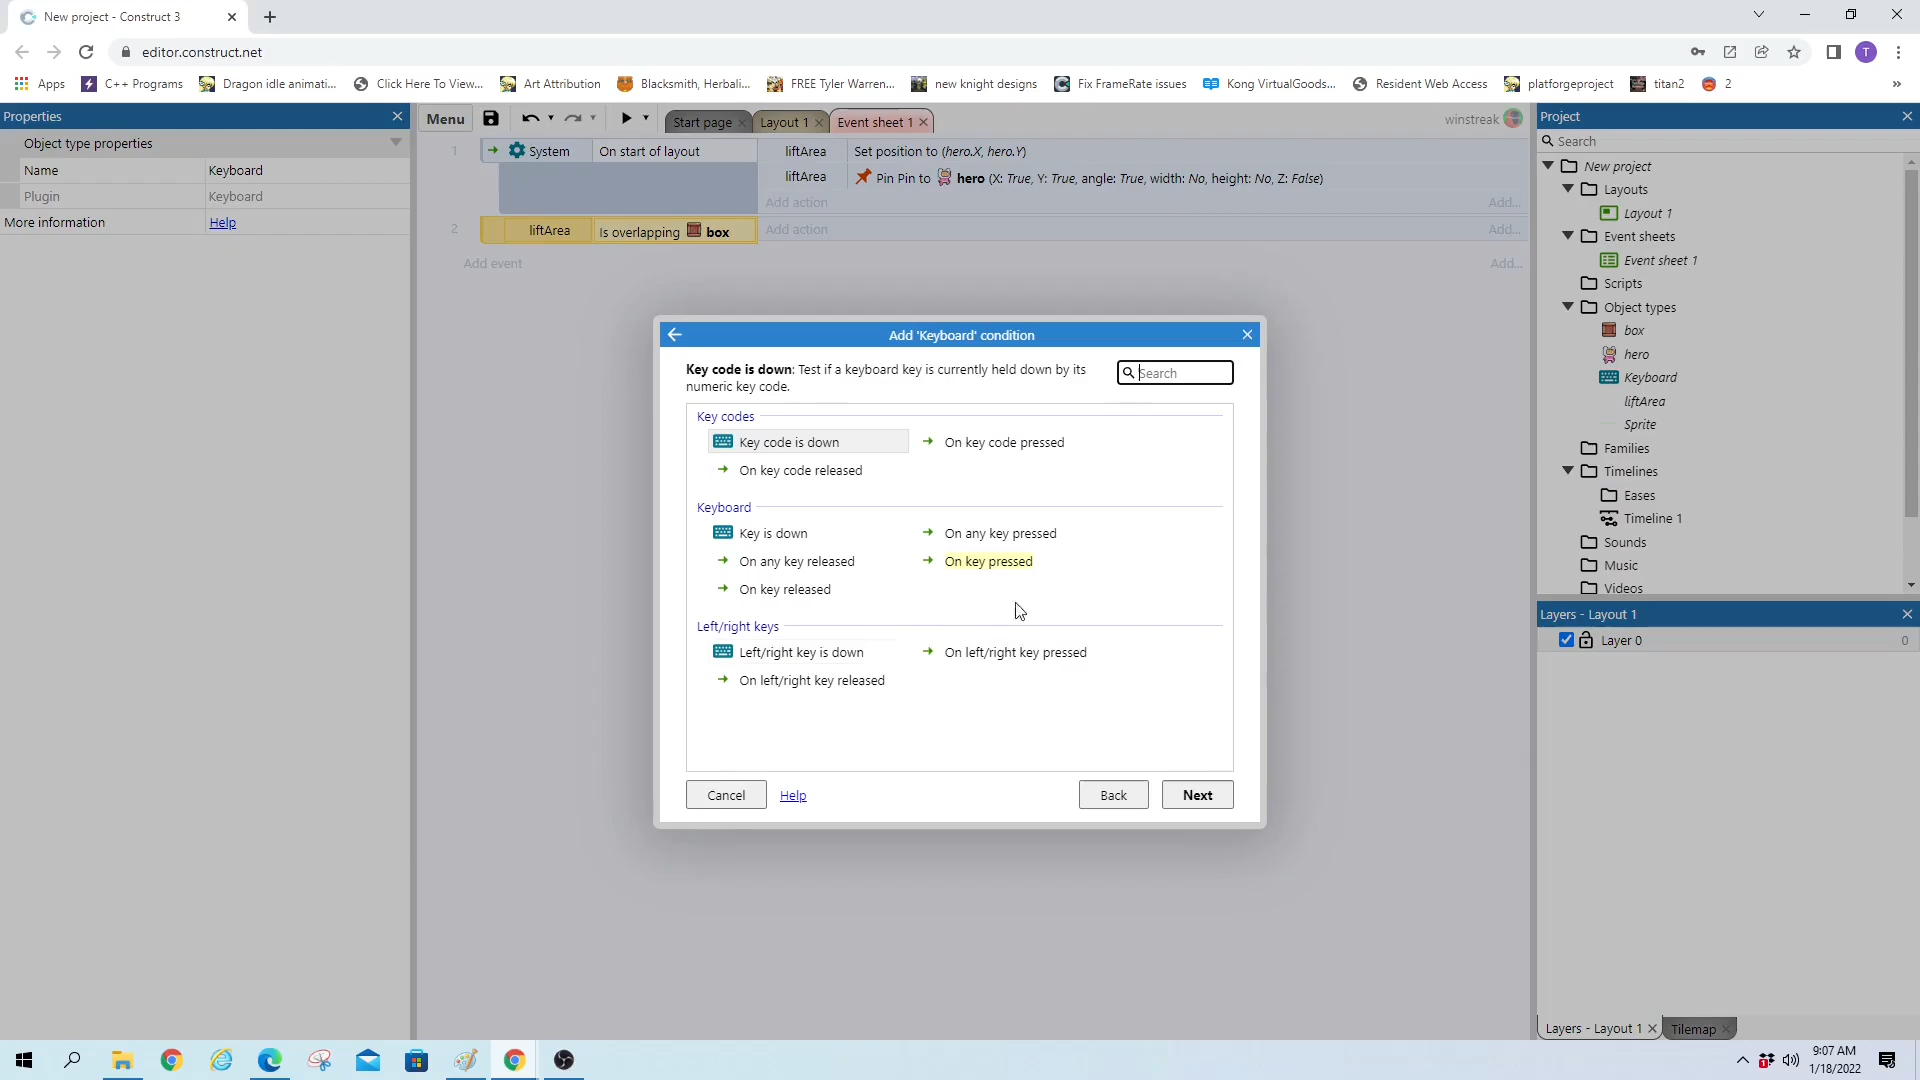 New project - Construct 3
editor.construct.net
T
Apps
C++ Programs
Dragon idle animati...
Click Here To View...
Art Attribution
Blacksmith, Herbali...
FREE Tyler Warren...
new knight designs
Fix FrameRate issues
Kong VirtualGoods...
Resident Web Access
platforgeproject
titan2
2
»
Properties
Object type properties
Name Keyboard
Plugin Keyboard
More information Help
Menu
Start page
Layout 1
Event sheet 1
winstreak
1 System On start of layout liftArea Set position to (hero.X, hero.Y)
liftArea Pin Pin to hero (X: True, Y: True, angle: True, width: No, height: No, Z: False)
Add action Add...
2 liftArea Is overlapping box Add action Add...
Add event Add...
Add 'Keyboard' condition
Key code is down: Test if a keyboard key is currently held down by its
numeric key code.
Search
Key codes
Key code is down On key code pressed
On key code released
Keyboard
Key is down On any key pressed
On any key released On key pressed
On key released
Left/right keys
Left/right key is down On left/right key pressed
On left/right key released
Cancel Help Back Next
Project
Search
New project
Layouts
Layout 1
Event sheets
Event sheet 1
Scripts
Object types
box
hero
Keyboard
liftArea
Sprite
Families
Timelines
Eases
Timeline 1
Sounds
Music
Videos
Layers - Layout 1
Layer 0 0
Layers - Layout 1
Tilemap
9:07 AM
1/18/2022